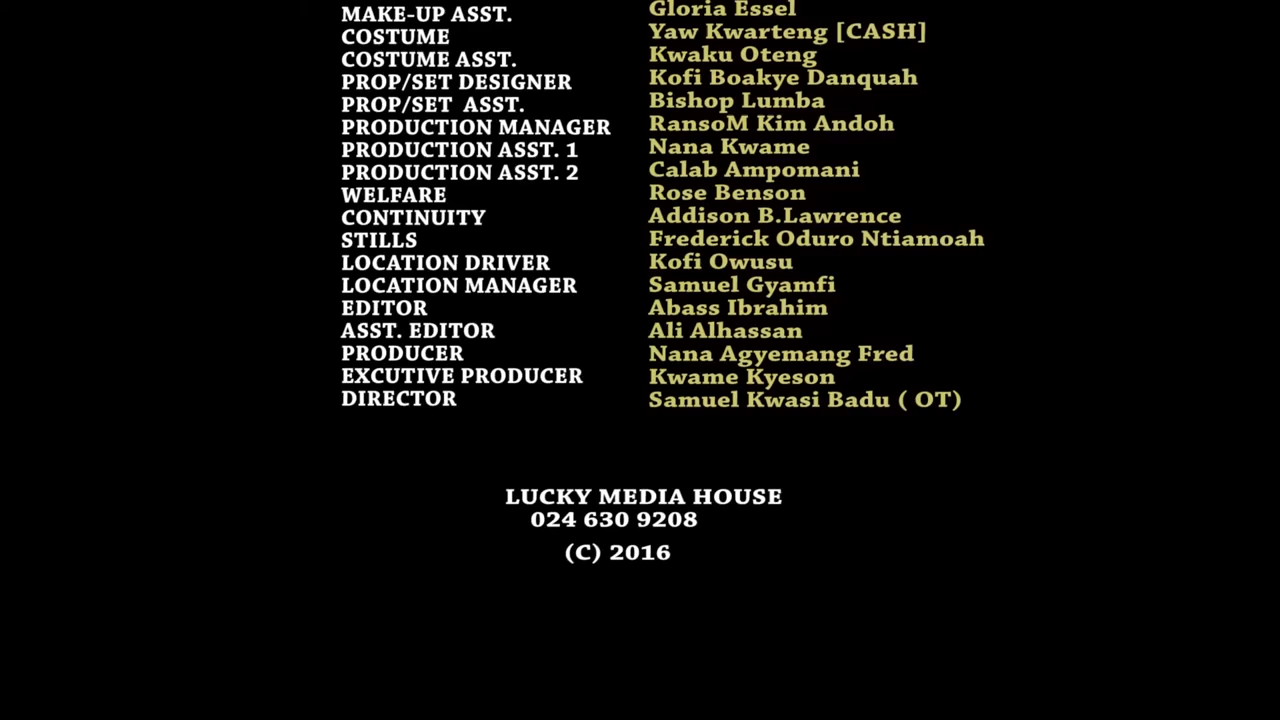 MAKE-UP ASST. Gloria Essel
COSTUME Yaw Kwarteng [CASH]
COSTUME ASST. Kwaku Oteng
PROP/SET DESIGNER Kofi Boakye Danquah
PROP/SET ASST. Bishop Lumba
PRODUCTION MANAGER RansoM Kim Andoh
PRODUCTION ASST. 1 Nana Kwame
PRODUCTION ASST. 2 Calab Ampomani
WELFARE Rose Benson
CONTINUITY Addison B.Lawrence
STILLS Frederick Oduro Ntiamoah
LOCATION DRIVER Kofi Owusu
LOCATION MANAGER Samuel Gyamfi
EDITOR Abass Ibrahim
ASST. EDITOR Ali Alhassan
PRODUCER Nana Agyemang Fred
EXCUTIVE PRODUCER Kwame Kyeson
DIRECTOR Samuel Kwasi Badu ( OT)
LUCKY MEDIA HOUSE
024 630 9208
(C) 2016